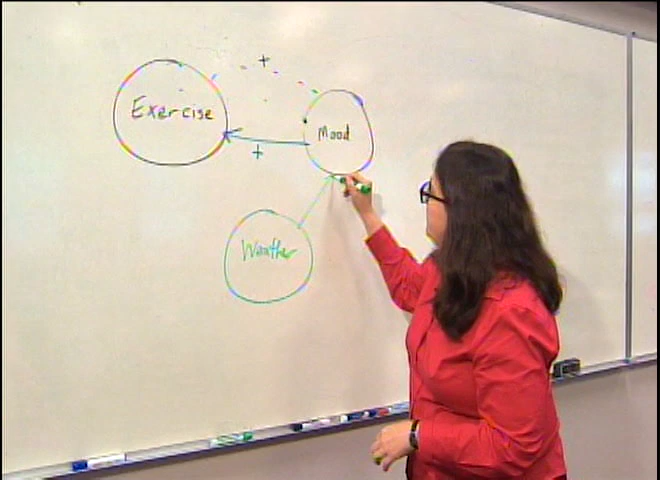 +
Exercise
Mood
+
Weather